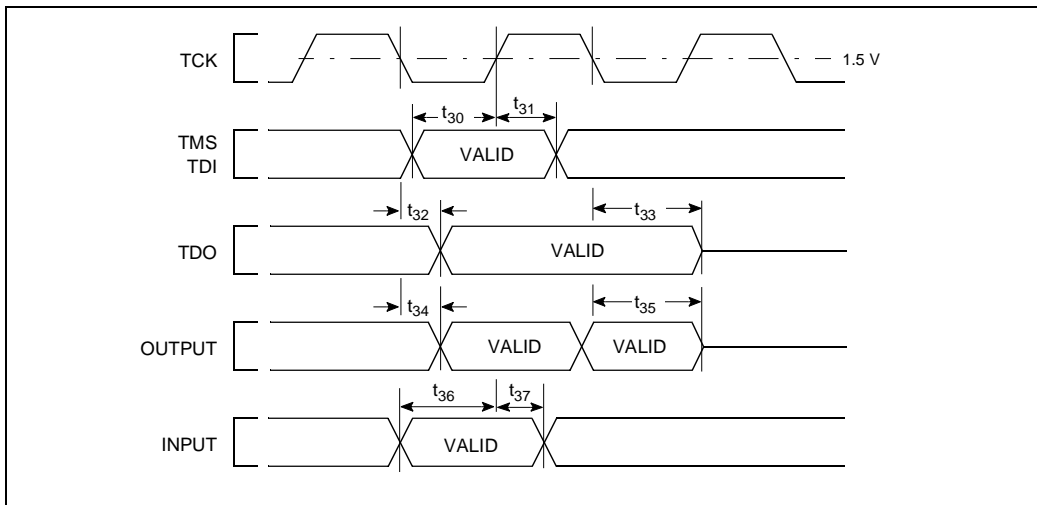 TCK
1.5 V
t30
t31
TMS
TDI
VALID
t32
t33
TDO
VALID
t34
t35
OUTPUT
VALID
VALID
t36
t37
INPUT
VALID